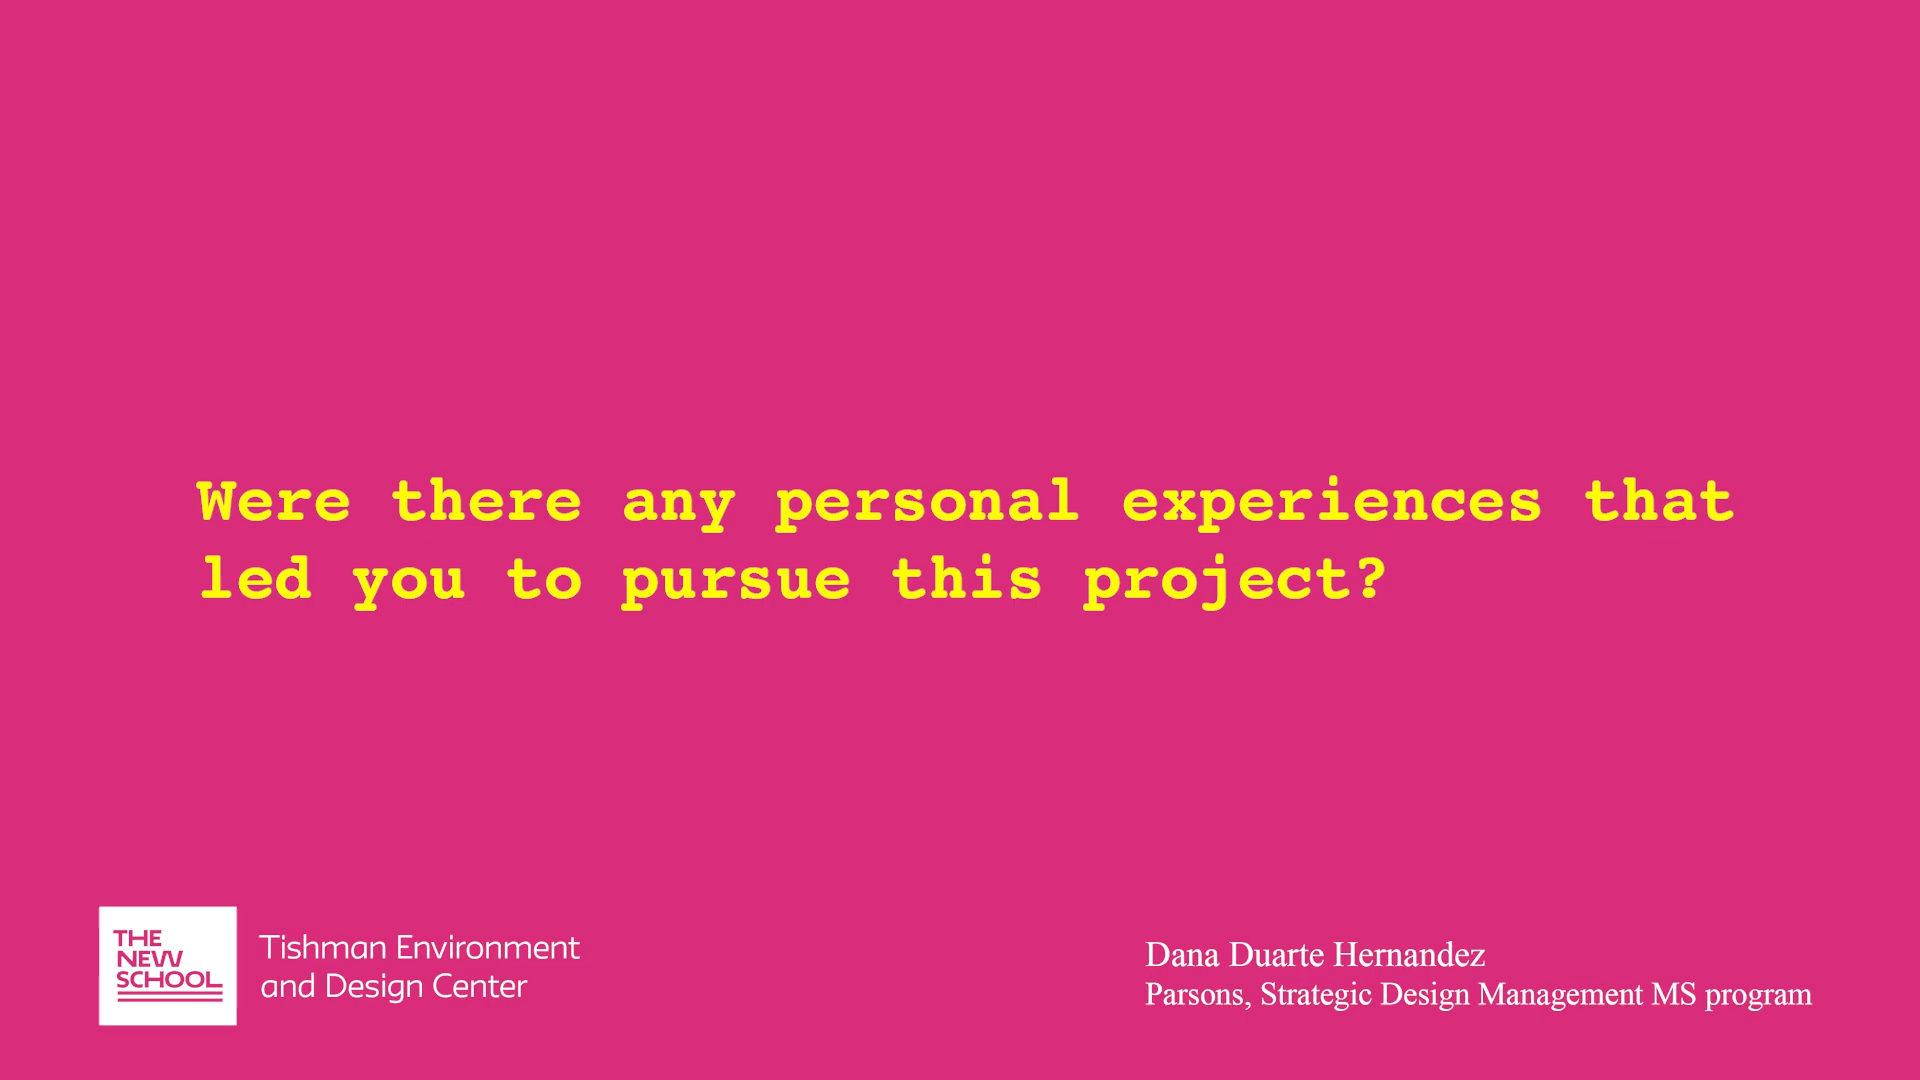 Were there any personal experiences that
led you to pursue this project?
THE
NEW
SCHOOL
Tishman Environment
and Design Center
Dana Duarte Hernandez
Parsons, Strategic Design Management MS program